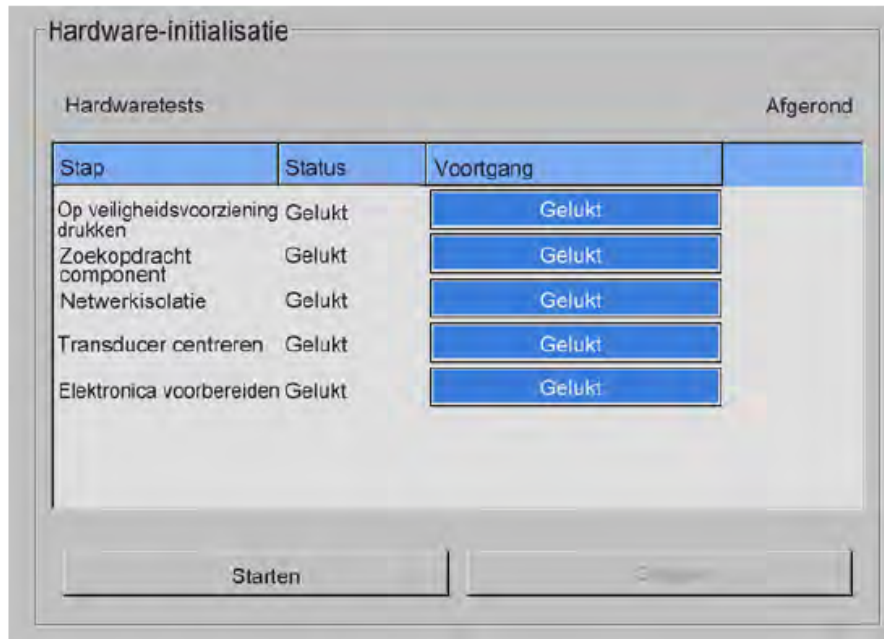 Hardware-initialisatie
Hardwaretests Afgerond
Stap Status Voortgang
Op veiligheidsvoorziening Gelukt Gelukt
drukken
Zoekopdracht Gelukt Gelukt
component
Netwerkisolatie Gelukt Gelukt
Transducer centreren Gelukt Gelukt
Elektronica voorbereiden Gelukt Gelukt
Starten